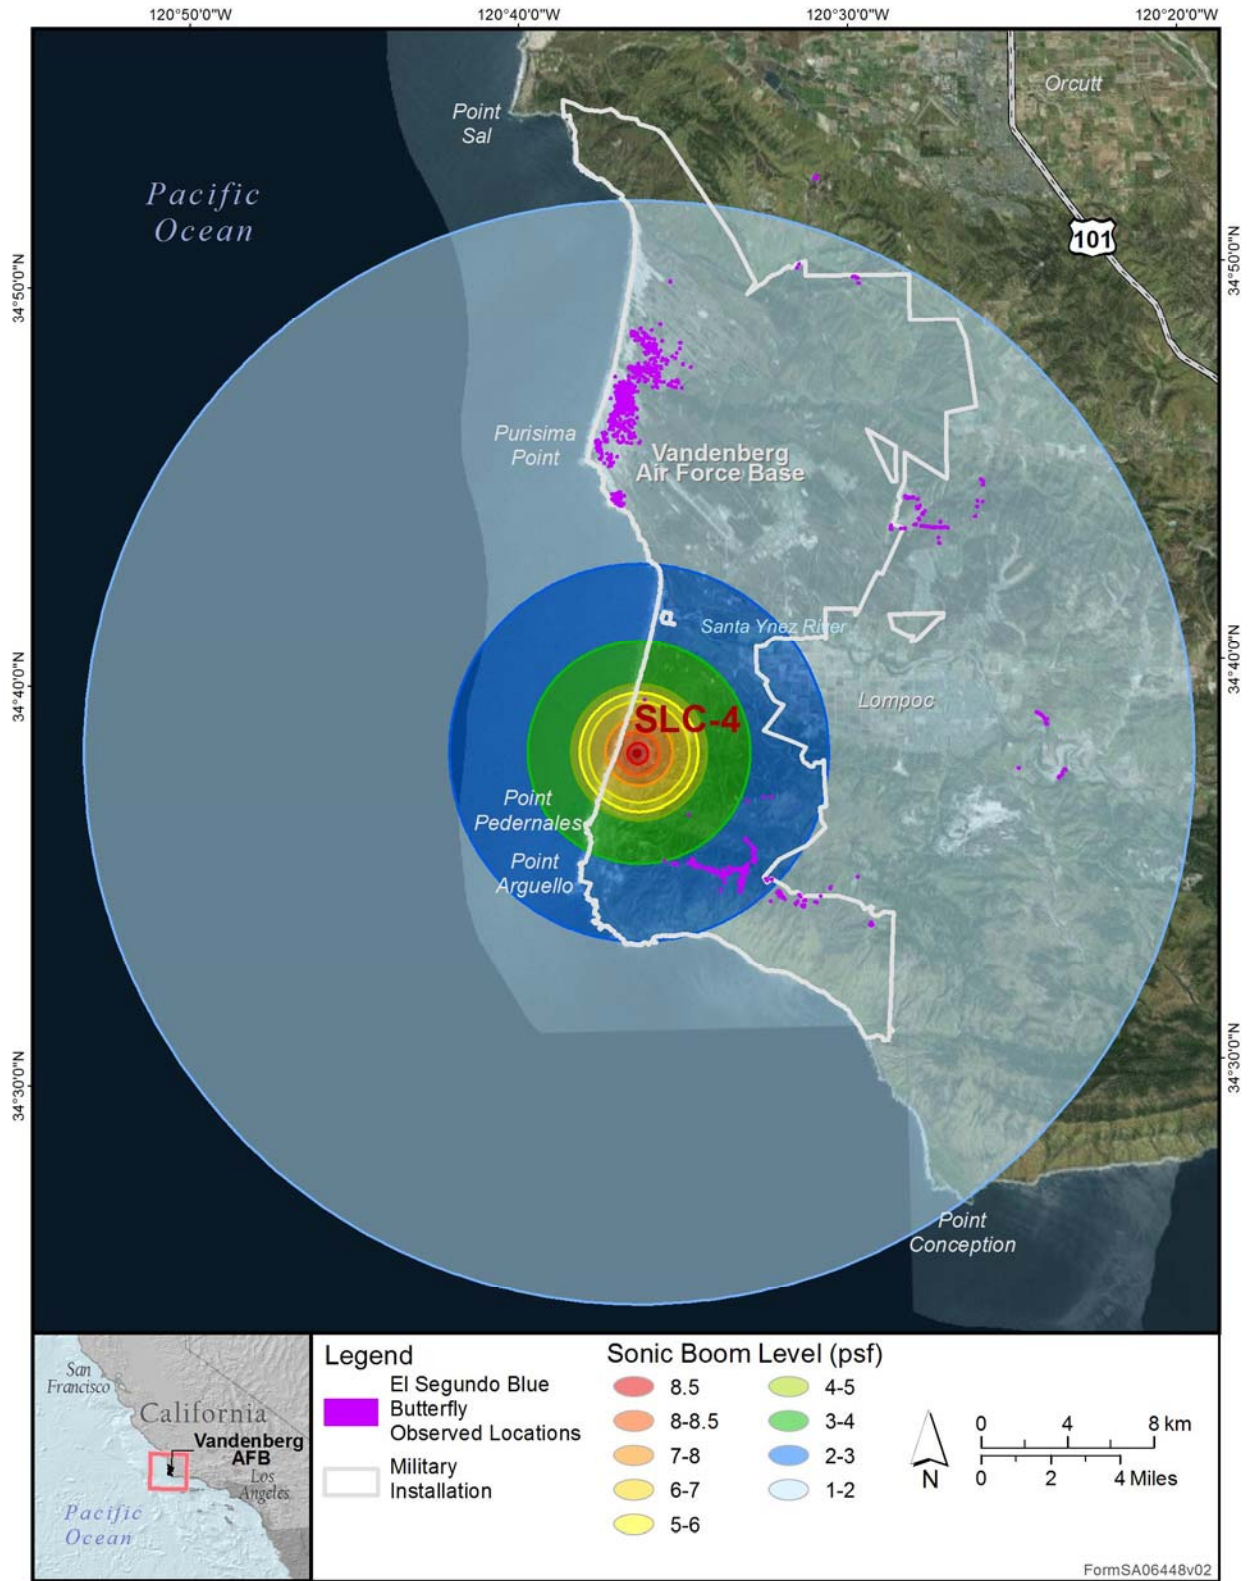 120°50'0"W
120°40'0"W
120°30'0"W
120°20'0"W
Orcutt
Point
Sal
Pacific
Ocean
101
34°50'0"N
34°50'0"N
Purisima
Point
Vandenberg
Air Force Base
Santa Ynez River
34°40'0"N
34°40'0"N
Lompoc
SLC-4
Point
Pedernales
Point
Arguello
34°30'0"N
34°30'0"N
Point
Conception
San
Francisco
California
Vandenberg
AFB
Los
Angeles
Pacific
Ocean
Legend
El Segundo Blue
Butterfly
Observed Locations
Military
Installation
Sonic Boom Level (psf)
8.5
8-8.5
7-8
6-7
5-6
4-5
3-4
2-3
1-2
N
0 4 8 km
0 2 4 Miles
FormSA06448v02